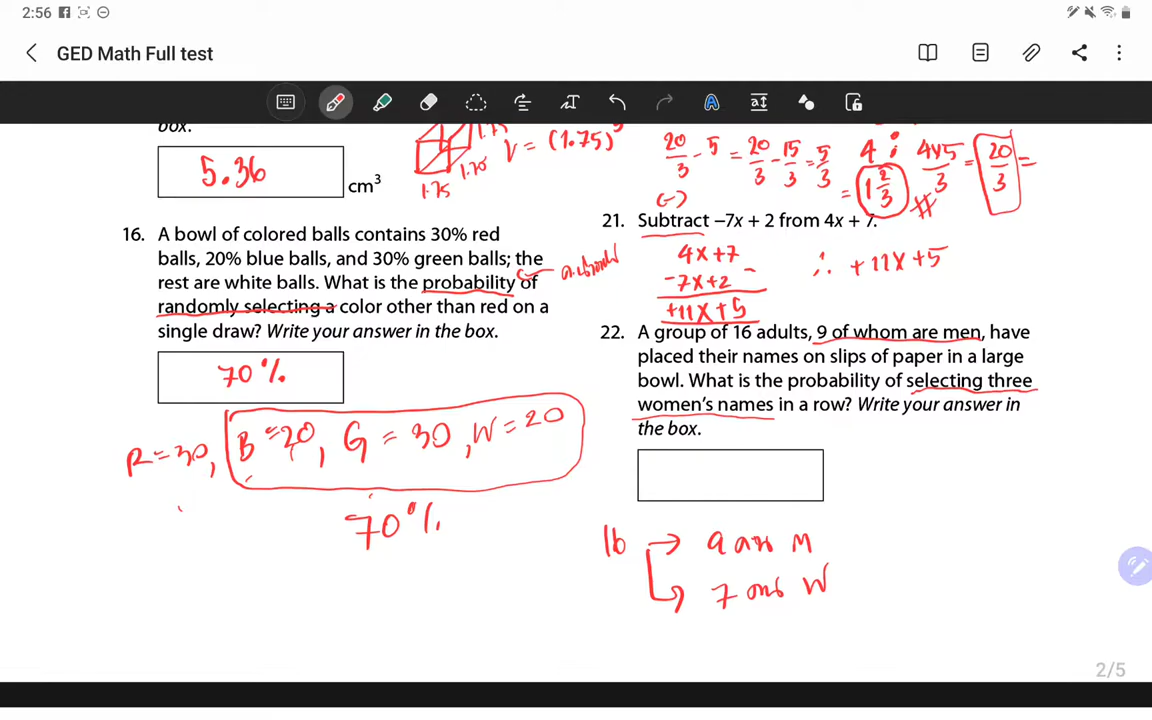 2:56
GED Math Full test
box.
5.36
cm³
1.75
1.75
1.75
V = (1.75)³
20/3 - 5 = 20/3 - 15/3 = 5/3
= 1 2/3
4 4x5/3 = 20/3 =
16. A bowl of colored balls contains 30% red
balls, 20% blue balls, and 30% green balls; the
rest are white balls. What is the probability of
randomly selecting a color other than red on a
single draw? Write your answer in the box.
70%
R=30, B=20, G = 30, W = 20
70%
(-)
21. Subtract −7x + 2 from 4x + 7.
4x+7
-7x+2 -
+11x+5
∴ +11x+5
22. A group of 16 adults, 9 of whom are men, have
placed their names on slips of paper in a large
bowl. What is the probability of selecting three
women's names in a row? Write your answer in
the box.
16 → 9 M
→ 7 W
2/5